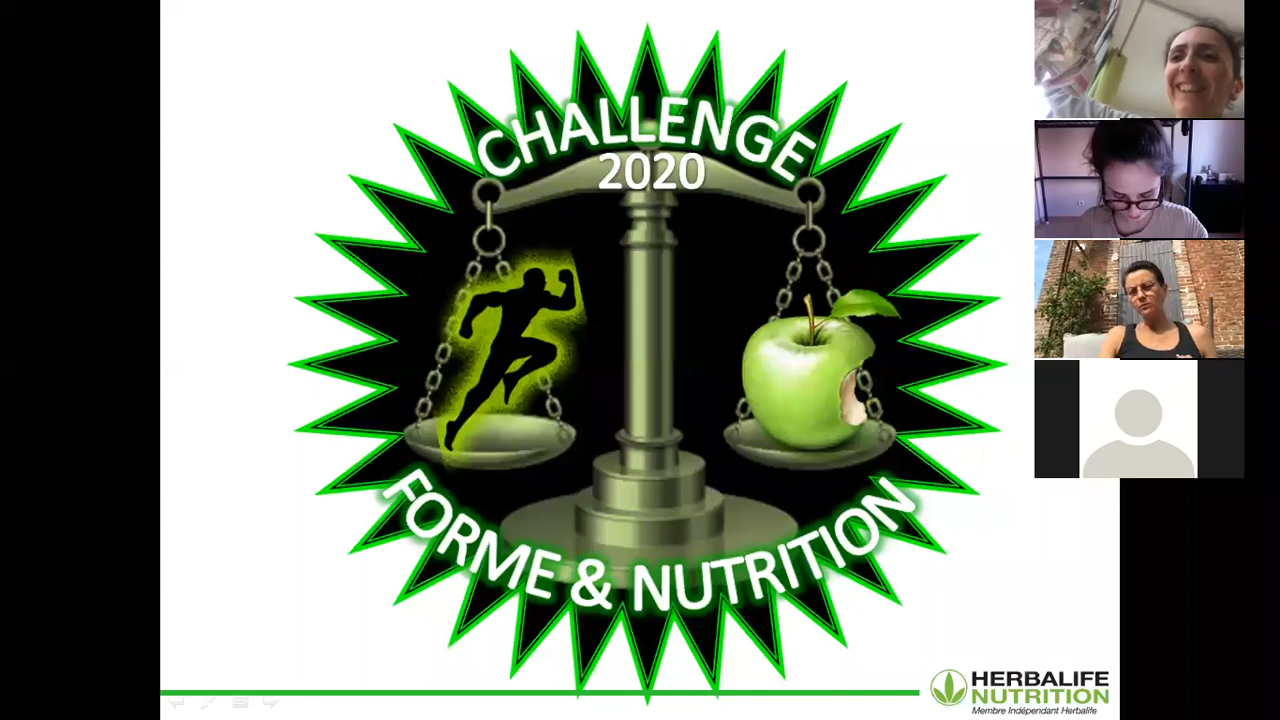 CHALLENGE
2020
FORME & NUTRITION
HERBALIFE
NUTRITION
Membre Indépendant Herbalife